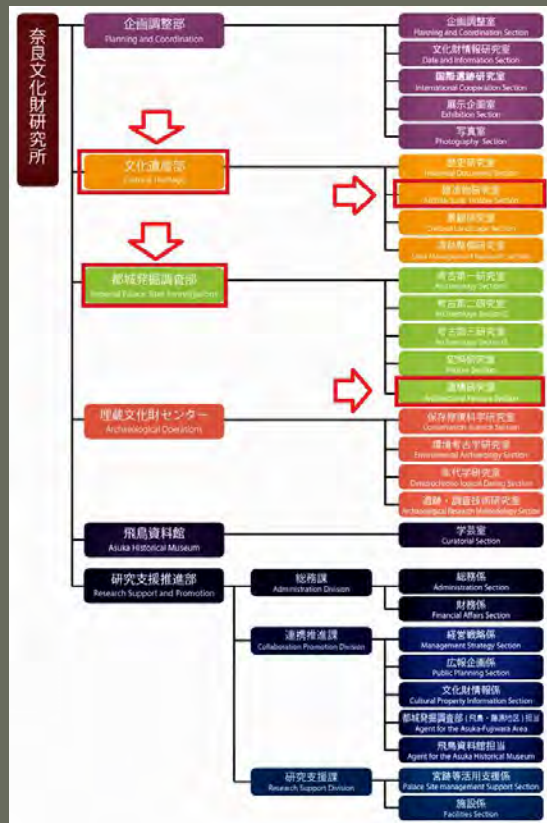 奈良文化財研究所
企画調整部
Planning and Coordination
企画調整室
Planning and Coordination Section
文化財情報研究室
Date and Information Section
国際遺跡研究室
International Cooperation Section
展示企画室
Exhibition Section
写真室
Photography Section
文化遺産部
Cultural Heritage
歴史研究室
Historical Document Section
建造物研究室
景観研究室
Cultural Landscape Section
遺跡整備研究室
都城発掘調査部
考古第一研究室
Archaeology Section
考古第二研究室
Archaeology Section
考古第三研究室
Archaeology Section
史料研究室
History Section
遺構研究室
Architectural Feature Section
埋蔵文化財センター
Archaeological Operations
保存修復科学研究室
Conservation Science Section
環境考古学研究室
Environmental Archaeology Section
年代学研究室
Dating Section
遺跡・調査技術研究室
Archaeological Research Methodology Section
飛鳥資料館
Asuka Historical Museum
学芸室
Curatorial Section
研究支援推進部
Research Support and Promotion
総務課
Administration Division
総務係
Administration Section
財務係
Financial Affairs Section
連携推進課
Collaboration Promotion Division
経営戦略係
Management Strategy Section
広報企画係
Public Planning Section
文化財情報係
Cultural Property Information Section
都城発掘調査部(飛鳥・藤原地区)担当
Agent for the Asuka-Fujiwara Area
飛鳥資料館担当
Agent for the Asuka Historical Museum
研究支援課
Research Support Division
宮跡等活用支援係
Palace Site management Support Section
施設係
Facilities Section